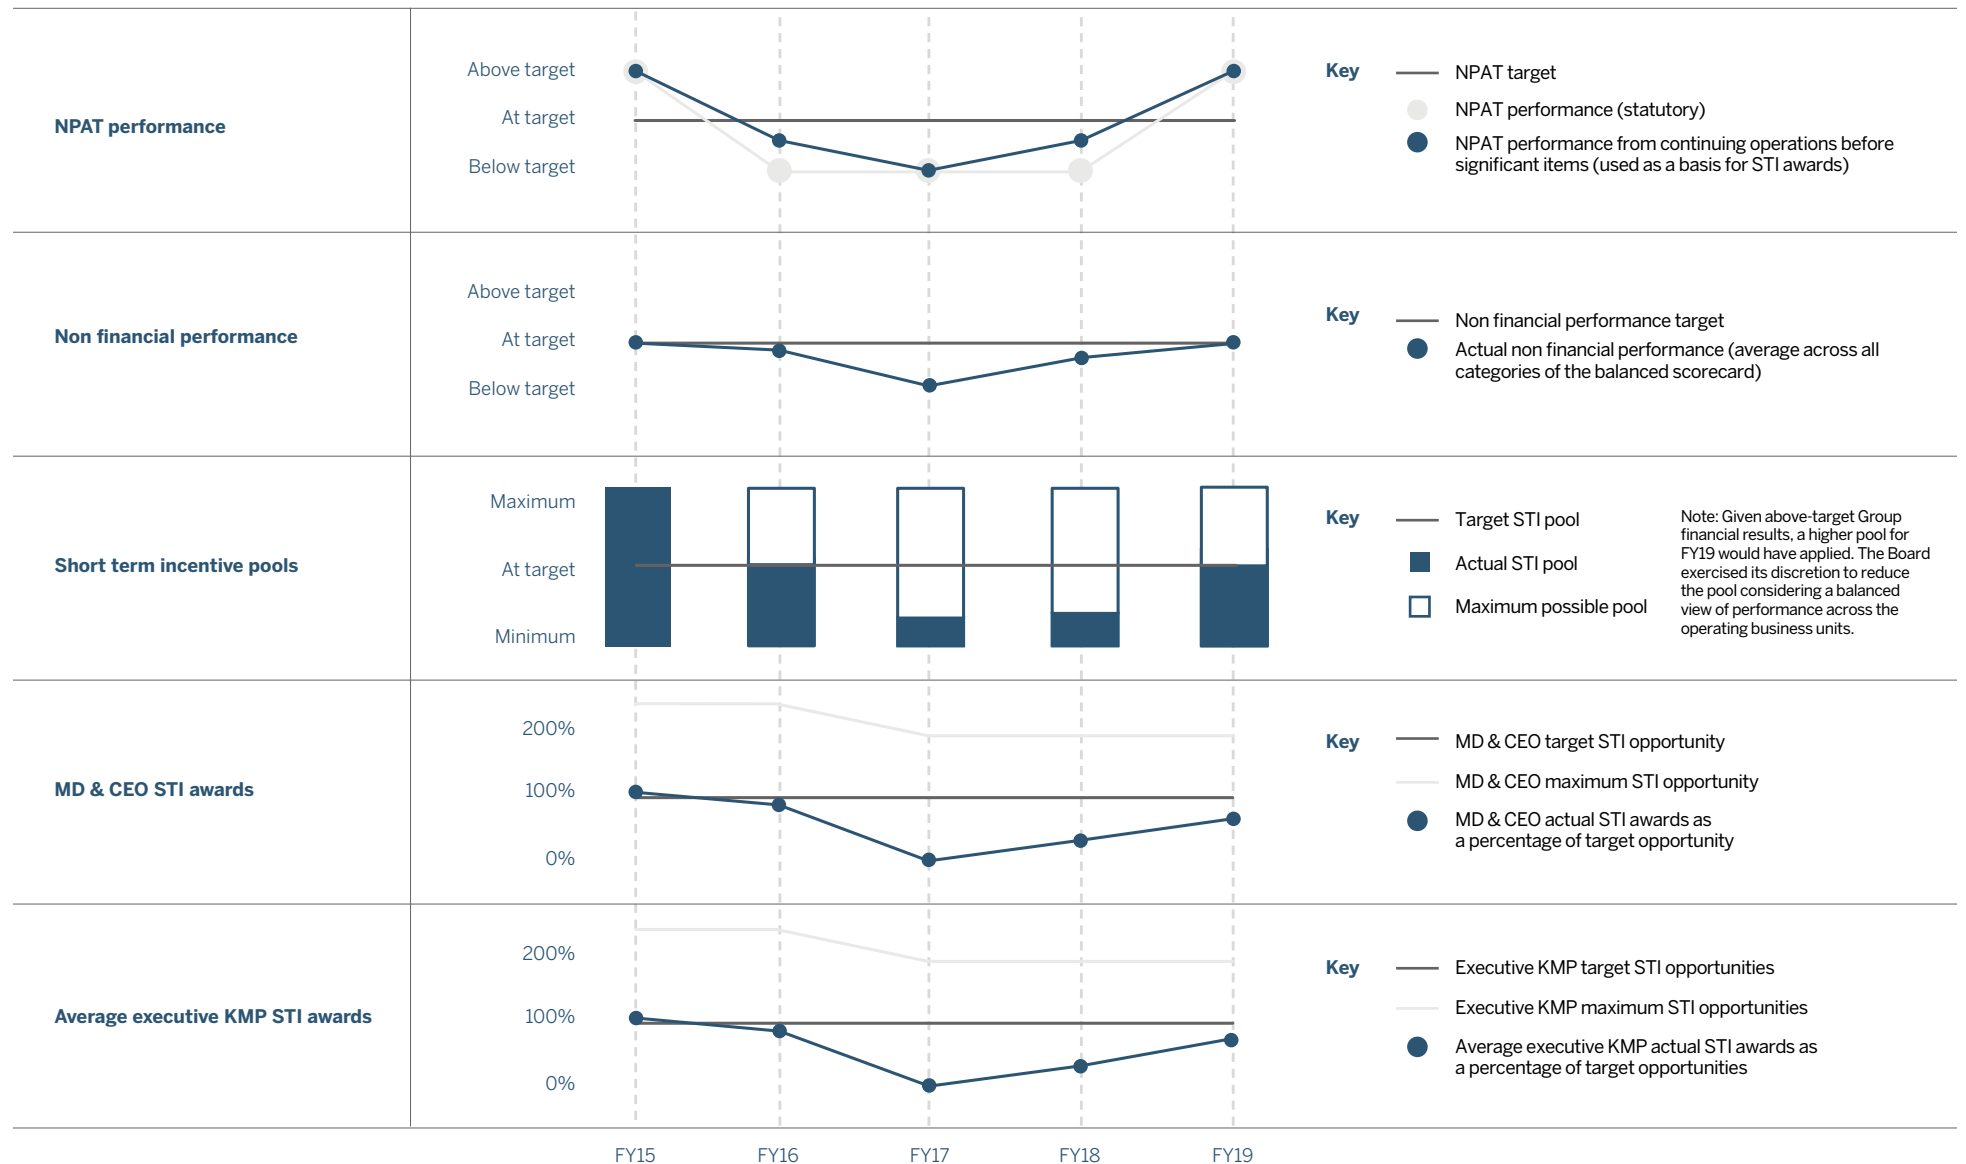 NPAT performance
Above target
At target
Below target
Key
NPAT target
NPAT performance (statutory)
NPAT performance from continuing operations before
significant items (used as a basis for STI awards)
Non financial performance
Above target
At target
Below target
Key
Non financial performance target
Actual non financial performance (average across all
categories of the balanced scorecard)
Short term incentive pools
Maximum
At target
Minimum
Key
Target STI pool
Actual STI pool
Maximum possible pool
Note: Given above-target Group
financial results, a higher pool for
FY19 would have applied. The Board
exercised its discretion to reduce
the pool considering a balanced
view of performance across the
operating business units.
MD & CEO STI awards
200%
100%
0%
Key
MD & CEO target STI opportunity
MD & CEO maximum STI opportunity
MD & CEO actual STI awards as
a percentage of target opportunity
Average executive KMP STI awards
200%
100%
0%
Key
Executive KMP target STI opportunities
Executive KMP maximum STI opportunities
Average executive KMP actual STI awards as
a percentage of target opportunities
FY15
FY16
FY17
FY18
FY19